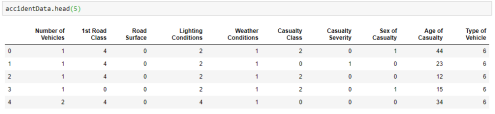 accidentData.head(5)
Number of Vehicles 1st Road Class Road Surface Lighting Conditions Weather Conditions Casualty Class Casualty Severity Sex of Casualty Age of Casualty Type of Vehicle
0 1 4 0 2 1 2 0 1 44 6
1 1 4 0 2 1 0 1 0 23 6
2 1 4 0 2 1 2 0 0 12 6
3 1 0 0 2 1 2 0 1 15 6
4 2 4 0 4 1 0 0 0 34 6